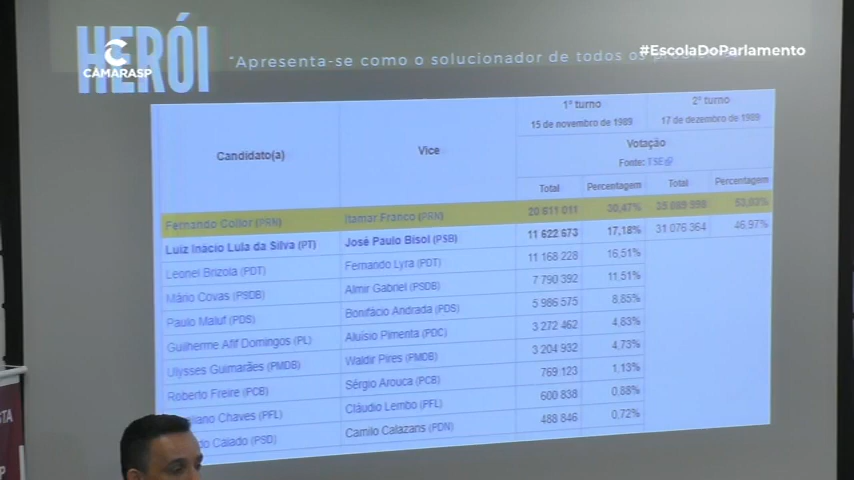 HERÓI
CÂMARASP
"Apresenta-se como o solucionador de todos os
#EscolaDoParlamento
1º turno 2º turno
15 de novembro de 1989 17 de dezembro de 1989
Candidato(a) Vice Votação
Fonte: TSE
Total Percentagem Total Percentagem
Fernando Collor (PRN) Itamar Franco (PRN) 20 611 011 30,47% 53,03%
Luiz Inácio Lula da Silva (PT) José Paulo Bisol (PSB) 11 622 673 17,18% 31 076 364 46,97%
Leonel Brizola (PDT) Fernando Lyra (PDT) 11 168 228 16,51%
Mário Covas (PSDB) Almir Gabriel (PSDB) 7 790 392 11,51%
Paulo Maluf (PDS) Bonifácio Andrada (PDS) 5 986 575 8,85%
Guilherme Afif Domingos (PL) Aluísio Pimenta (PDC) 3 272 462 4,83%
Ulysses Guimarães (PMDB) Waldir Pires (PMDB) 3 204 932 4,73%
Roberto Freire (PCB) Sérgio Arouca (PCB) 769 123 1,13%
Chaves (PFL) Cláudio Lembo (PFL) 600 838 0,88%
Caiado (PSD) Camilo Calazans (PDN) 488 846 0,72%